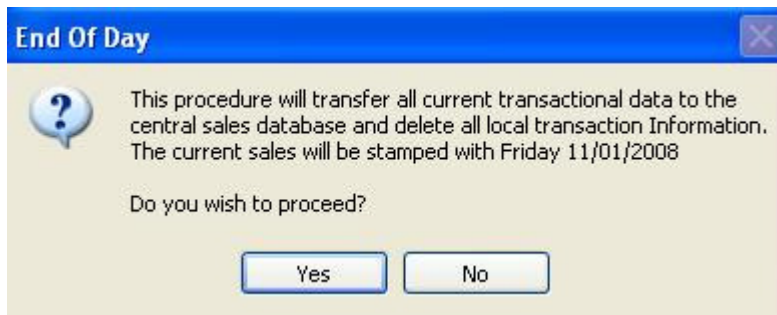 End Of Day
This procedure will transfer all current transactional data to the
central sales database and delete all local transaction Information.
The current sales will be stamped with Friday 11/01/2008
Do you wish to proceed?
Yes No